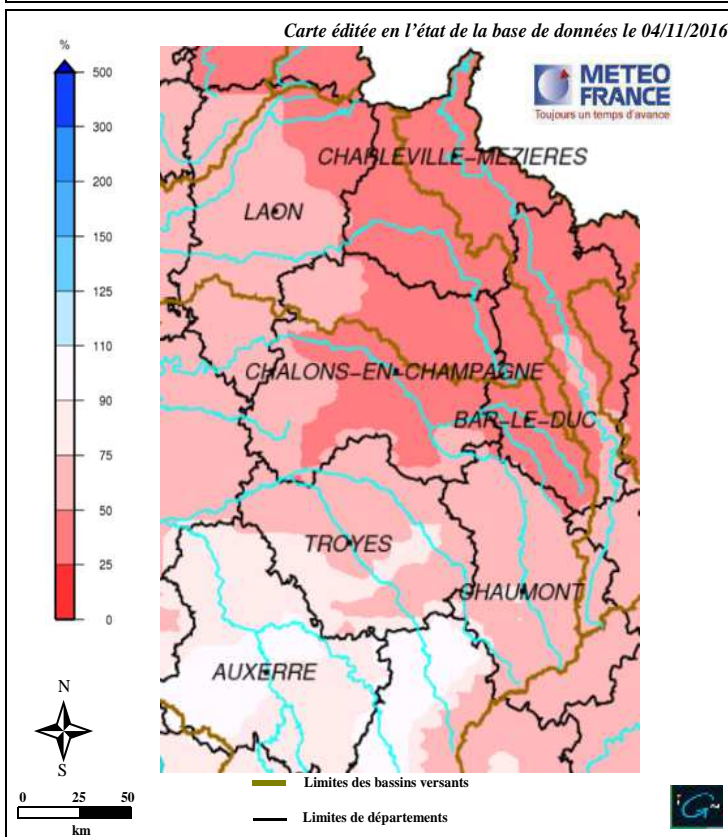 Carte éditée en l'état de la base de données le 04/11/2016
%
500
300
200
150
125
110
90
75
50
25
0
METEO
FRANCE
Toujours un temps d'avance
CHARLEVILLE-MEZIERES
LAON
CHALONS-EN-CHAMPAGNE
BAR-LE-DUC
TROYES
CHAUMONT
AUXERRE
N
S
0 25 50
km
Limites des bassins versants
Limites de départements